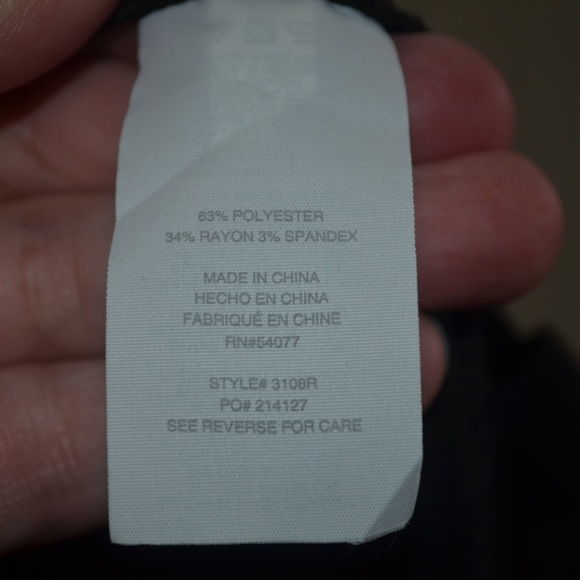 63% POLYESTER
34% RAYON 3% SPANDEX
MADE IN CHINA
HECHO EN CHINA
FABRIQUÉ EN CHINE
RN#54077
STYLE# 3108R
PO# 214127
SEE REVERSE FOR CARE